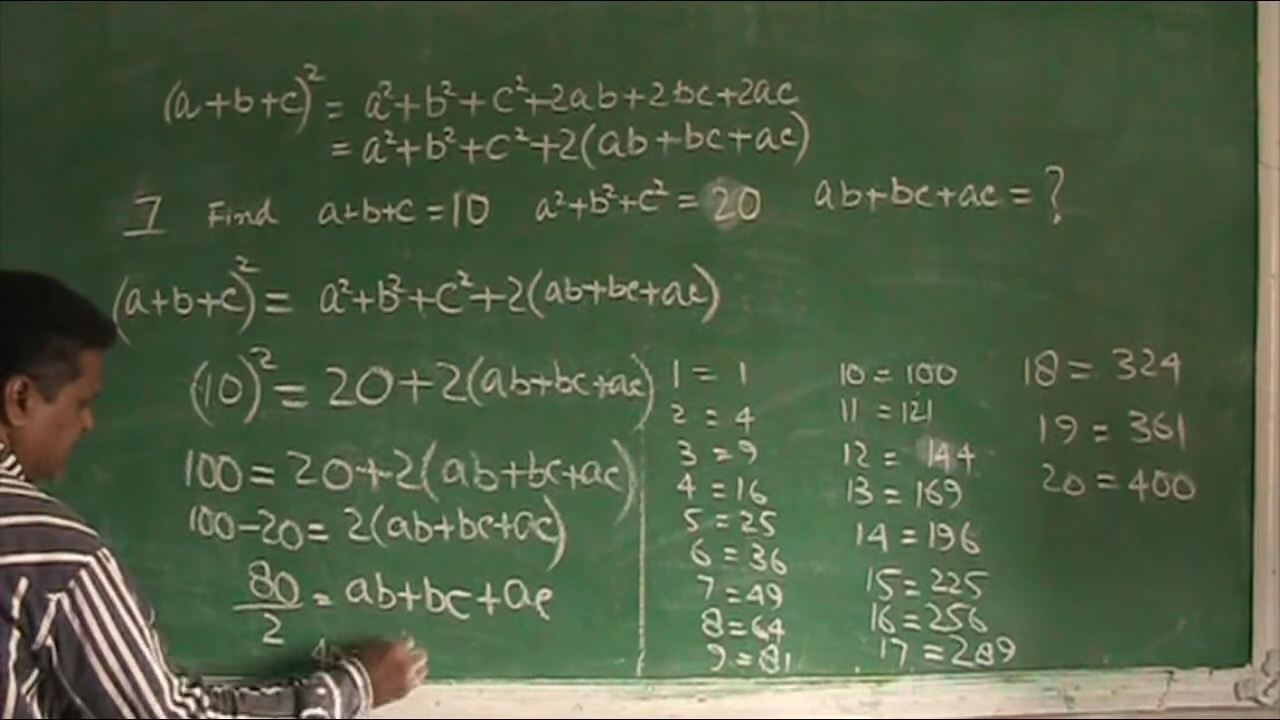 (a+b+c)² = a²+b²+c²+2ab+2bc+2ac
= a²+b²+c²+2(ab+bc+ac)
1 Find a+b+c=10 a²+b²+c²=20 ab+bc+ac=?
(a+b+c)²= a²+b²+c²+2(ab+bc+ac)
(10)²=20+2(ab+bc+ac)
100=20+2(ab+bc+ac)
100-20=2(ab+bc+ac)
80/2=ab+bc+ac
4
1=1
2=4
3=9
4=16
5=25
6=36
7=49
8=64
9=81
10=100
11=121
12=144
13=169
14=196
15=225
16=256
17=289
18=324
19=361
20=400